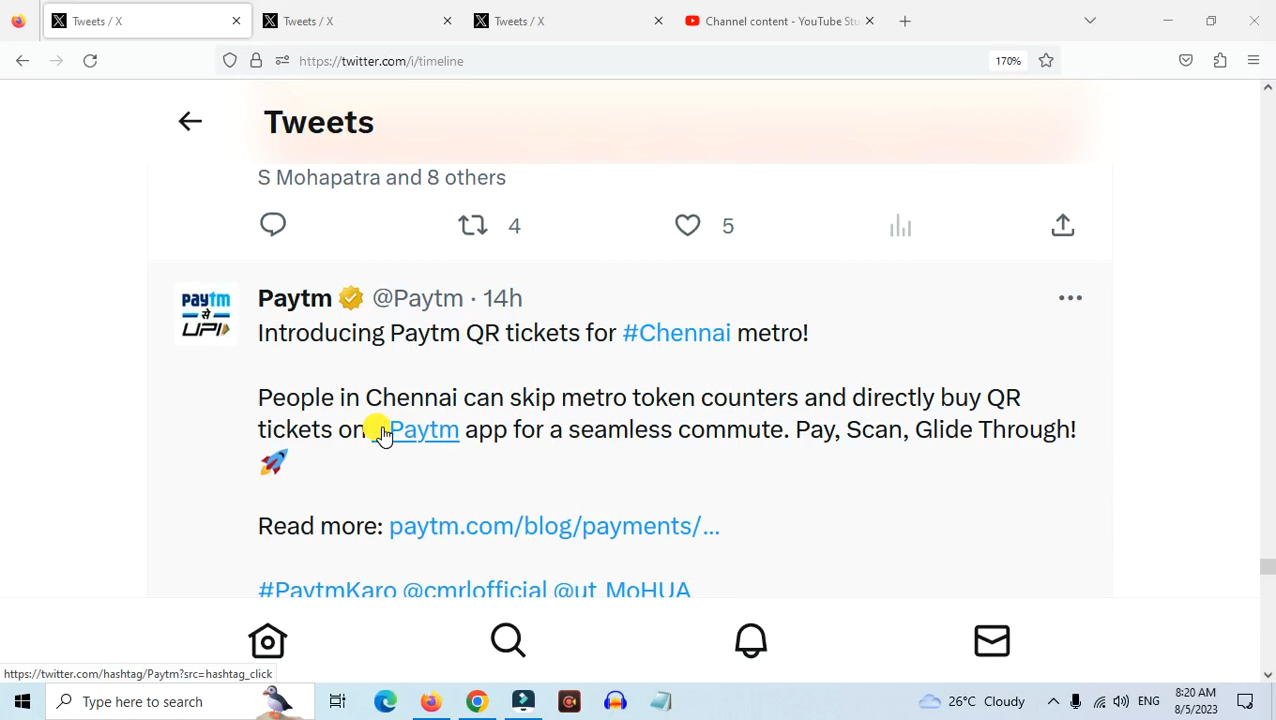 Tweets / X
Tweets / X
Tweets / X
Channel content - YouTube Stu
https://twitter.com/i/timeline
170%
Tweets
S Mohapatra and 8 others
4
5
paytm
से
UPI
Paytm @Paytm · 14h
Introducing Paytm QR tickets for #Chennai metro!
People in Chennai can skip metro token counters and directly buy QR
tickets on Paytm app for a seamless commute. Pay, Scan, Glide Through!
🚀
Read more: paytm.com/blog/payments/...
#PaytmKaro @cmrlofficial @ut_MoHUA
https://twitter.com/hashtag/Paytm?src=hashtag_click
Type here to search
26°C Cloudy
ENG
8:20 AM
8/5/2023